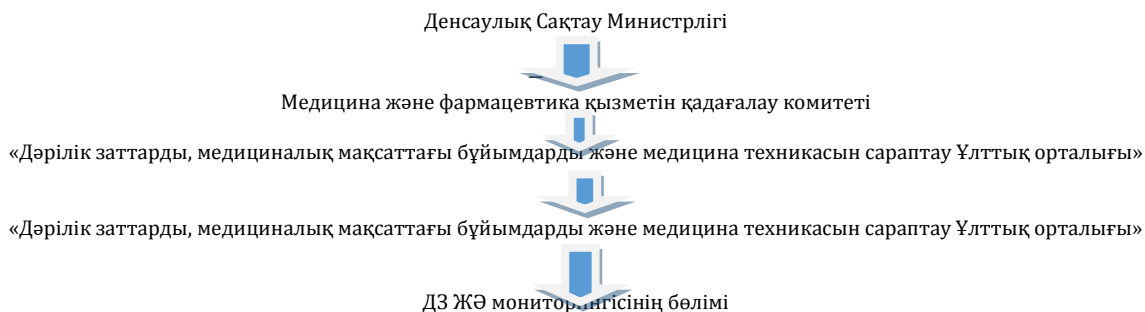 Денсаулық Сақтау Министрлігі
Медицина және фармацевтика қызметін қадағалау комитеті
«Дәрілік заттарды, медициналық мақсаттағы бұйымдарды және медицина техникасын сараптау Ұлттық орталығы»
«Дәрілік заттарды, медициналық мақсаттағы бұйымдарды және медицина техникасын сараптау Ұлттық орталығы»
ДЗ ЖӘ мониторингісінің бөлімі